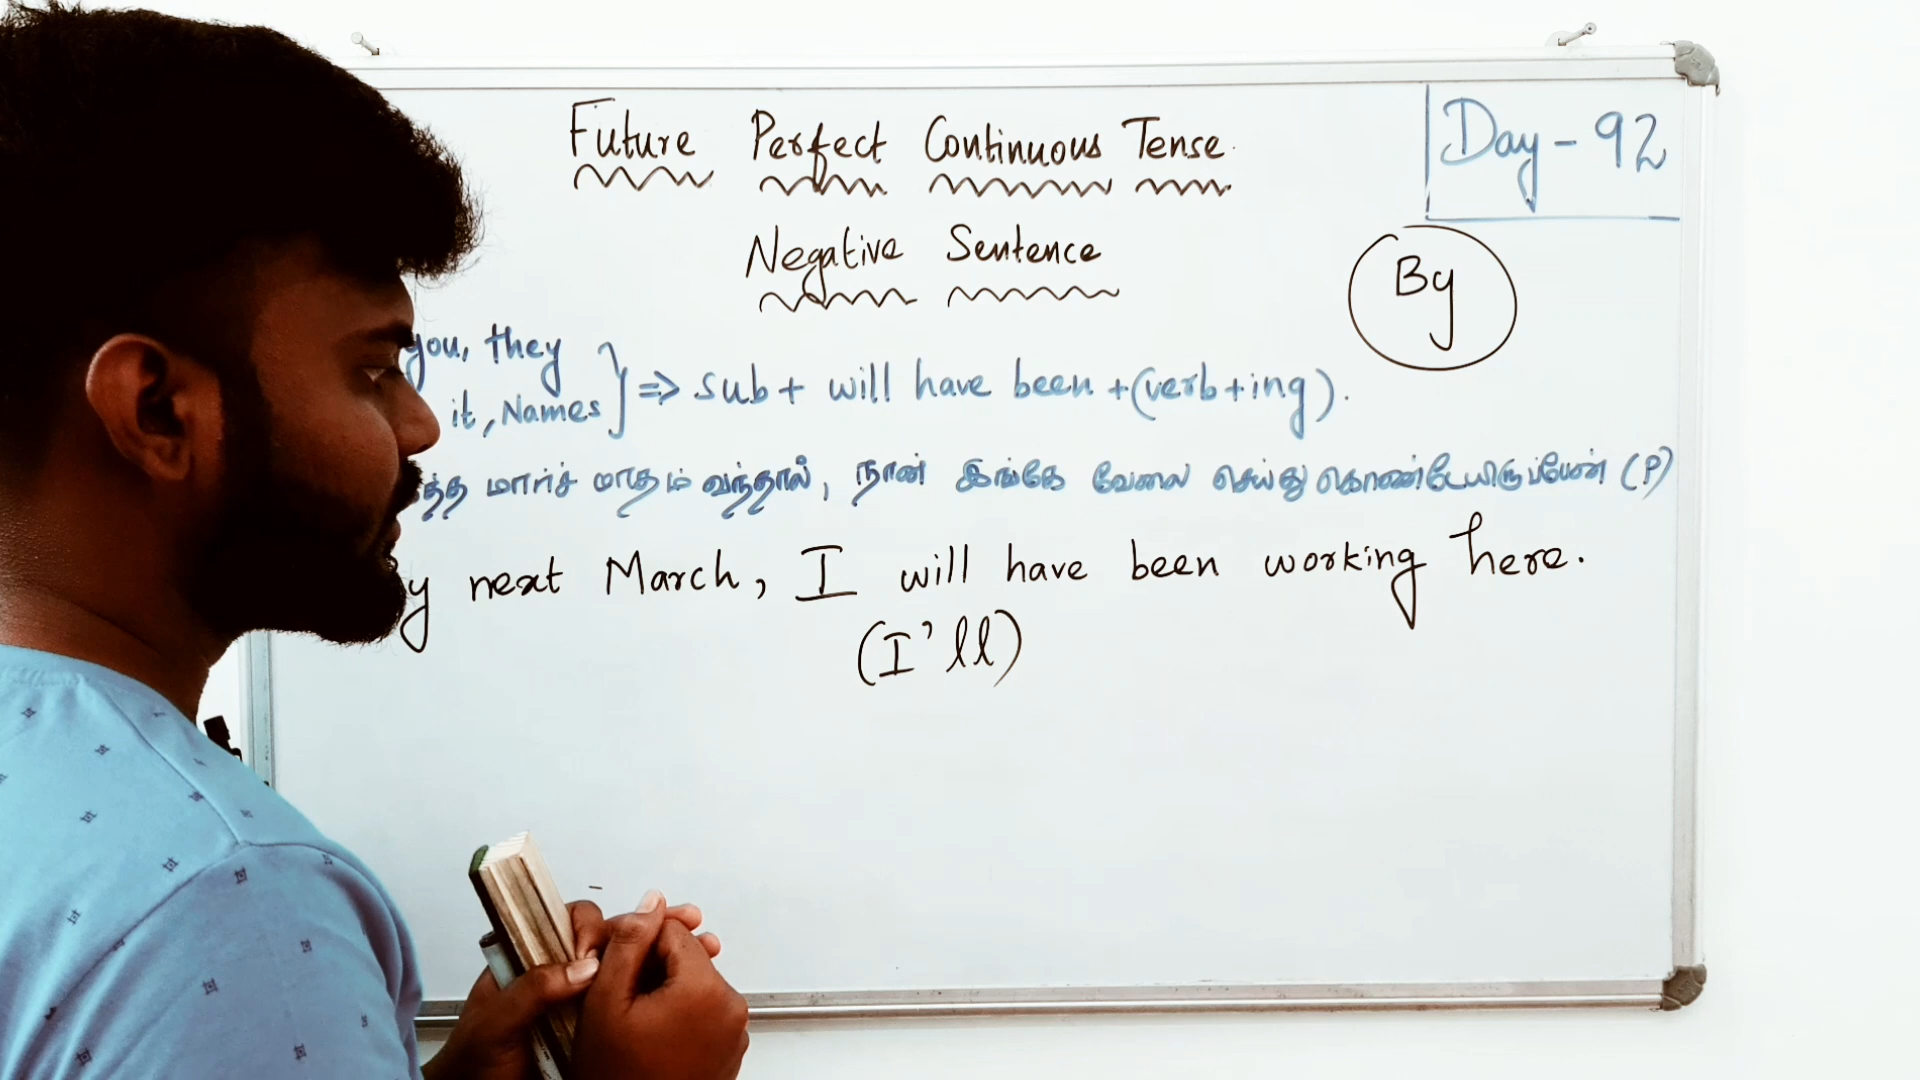 Future Perfect Continuous Tense.
Day - 92
Negative Sentence
By
you, they
it, Names } => sub + will have been + (verb+ing).
மார்ச் மாதம் வந்தால், நான் இங்கே வேலை செய்து கொண்டேயிருப்பேன் (P)
next March, I will have been working here.
(I'll)